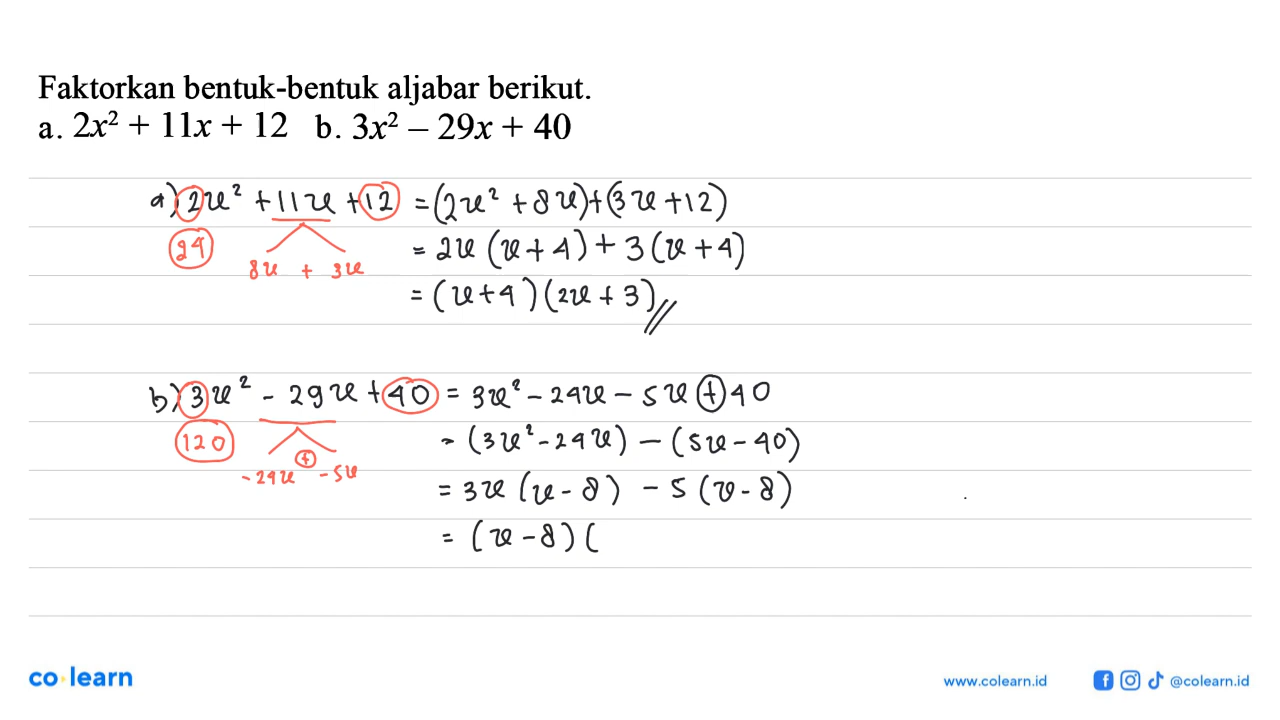 Faktorkan bentuk-bentuk aljabar berikut.
a. 2x² + 11x + 12 b. 3x² – 29x + 40
a) 2x² + 11x + 12 = (2x² + 8x) + (3x + 12)
24
8x + 3x
= 2x (x + 4) + 3 (x + 4)
= (x + 4) (2x + 3) //
b) 3x² - 29x + 40 = 3x² - 24x - 5x + 40
120
-24x + -5x
= (3x² - 24x) - (5x - 40)
= 3x (x - 8) - 5 (x - 8)
= (x - 8) (
co learn
www.colearn.id
@colearn.id